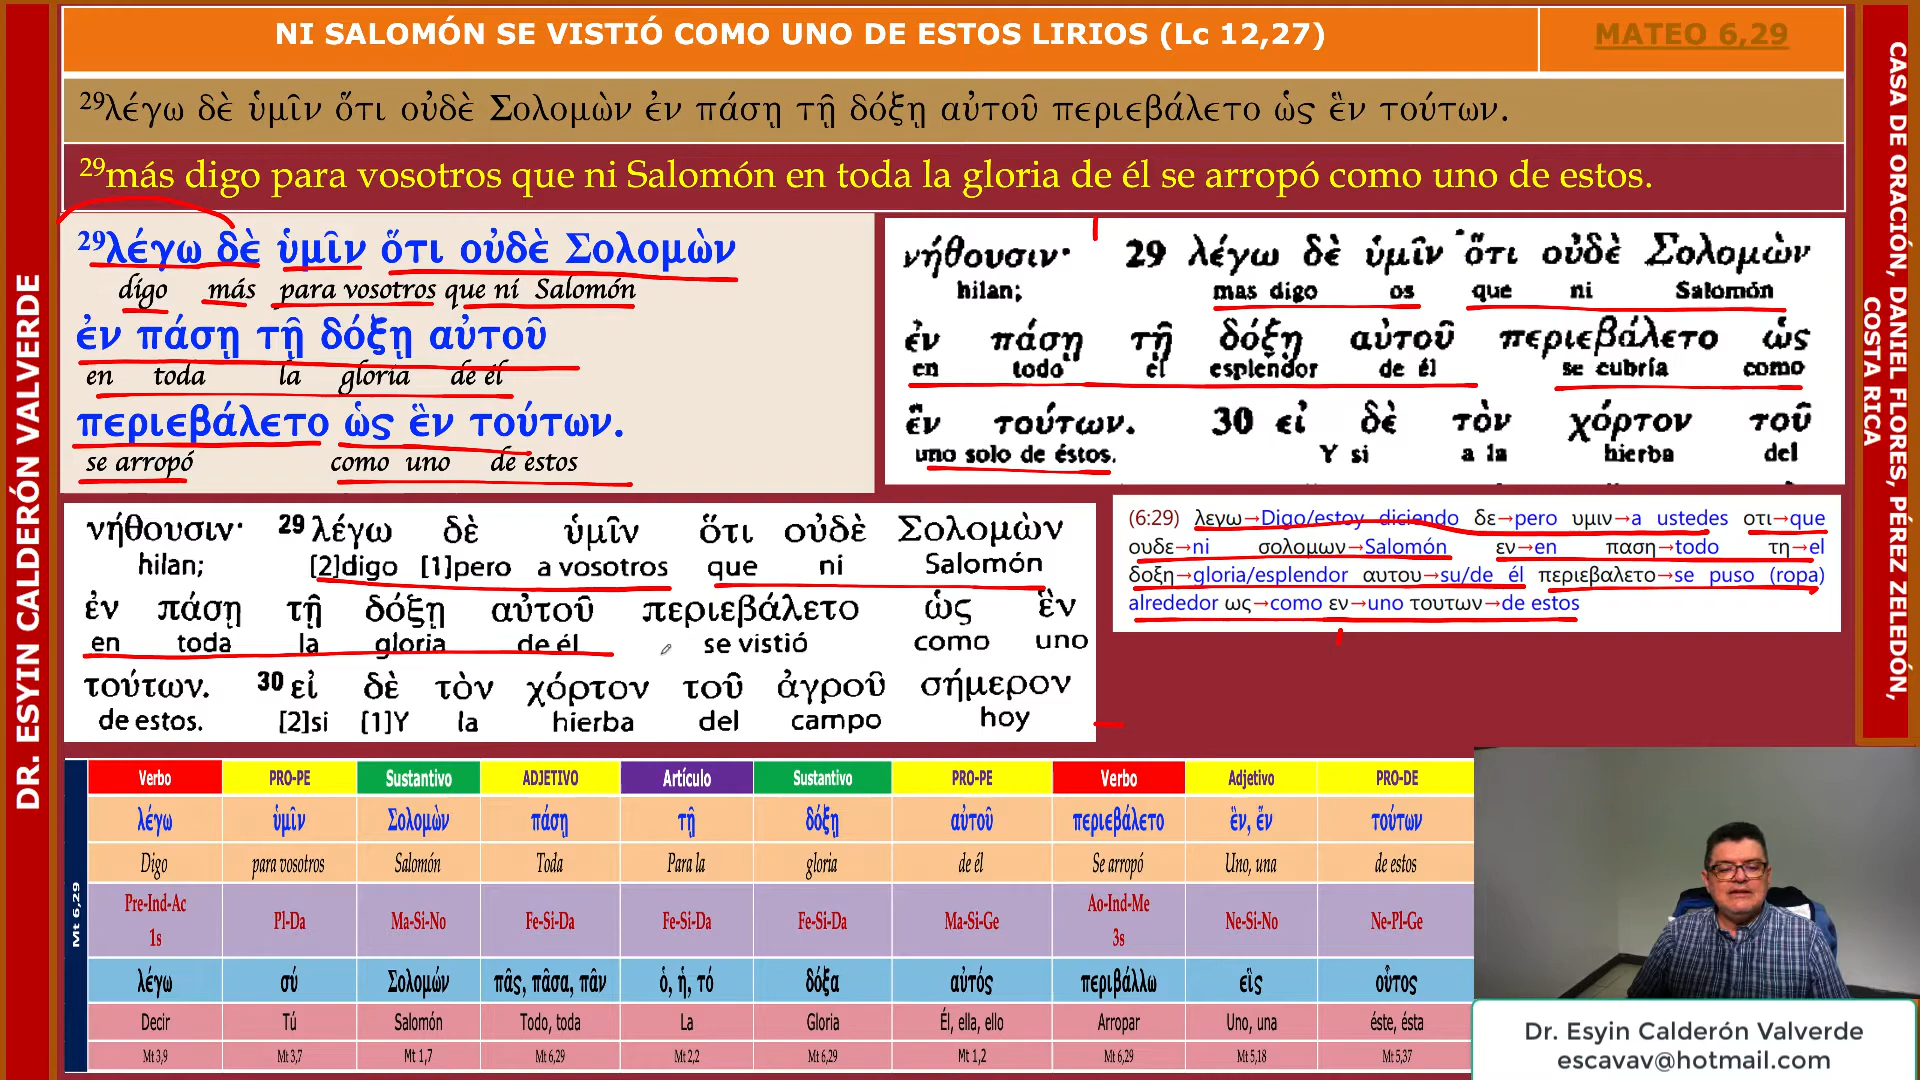 NI SALOMÓN SE VISTIÓ COMO UNO DE ESTOS LIRIOS (Lc 12,27)
MATEO 6,29
²⁹λέγω δὲ ὑμῖν ὅτι οὐδὲ Σολομὼν ἐν πάσῃ τῇ δόξῃ αὐτοῦ περιεβάλετο ὡς ἓν τούτων.
²⁹más digo para vosotros que ni Salomón en toda la gloria de él se arropó como uno de estos.
²⁹λέγω δὲ ὑμῖν ὅτι οὐδὲ Σολομὼν
digo más para vosotros que ni Salomón
ἐν πάσῃ τῇ δόξῃ αὐτοῦ
en toda la gloria de él
περιεβάλετο ὡς ἓν τούτων.
se arropó como uno de estos
νήθουσιν· 29 λέγω δὲ ὑμῖν ὅτι οὐδὲ Σολομὼν
hilan; mas digo os que ni Salomón
ἐν πάσῃ τῇ δόξῃ αὐτοῦ περιεβάλετο ὡς
en todo el esplendor de él se cubría como
ἓν τούτων. 30 εἰ δὲ τὸν χόρτον τοῦ
uno solo de éstos. Y si a la hierba del
νήθουσιν· 29 λέγω δὲ ὑμῖν ὅτι οὐδὲ Σολομὼν
hilan; [2]digo [1]pero a vosotros que ni Salomón
ἐν πάσῃ τῇ δόξῃ αὐτοῦ περιεβάλετο ὡς ἓν
en toda la gloria de él se vistió como uno
τούτων. 30 εἰ δὲ τὸν χόρτον τοῦ ἀγροῦ σήμερον
de estos. [2]si [1]Y la hierba del campo hoy
(6:29) λεγω→Digo/estoy diciendo δε→pero υμιν→a ustedes οτι→que
ουδε→ni σολομων→Salomón εν→en παση→todo τη→el
δοξη→gloria/esplendor αυτου→su/de él περιεβαλετο→se puso (ropa)
alrededor ως→como εν→uno τουτων→de estos
Verbo PRO-PE Sustantivo ADJETIVO Artículo Sustantivo PRO-PE Verbo Adjetivo PRO-DE
λέγω ὑμῖν Σολομὼν πάσῃ τῇ δόξῃ αὐτοῦ περιεβάλετο ἓν, ἕν τούτων
Digo para vosotros Salomón Toda Para la gloria de él Se arropó Uno, una de estos
Pre-Ind-Ac 1s Pl-Da Ma-Si-No Fe-Si-Da Fe-Si-Da Fe-Si-Da Ma-Si-Ge Ao-Ind-Me 3s Ne-Si-No Ne-Pl-Ge
λέγω σύ Σολομών πᾶς, πᾶσα, πᾶν ὁ, ἡ, τό δόξα αὐτός περιβάλλω εἷς οὗτος
Decir Tú Salomón Todo, toda La Gloria Él, ella, ello Arropar Uno, una éste, ésta
Mt 3,9 Mt 3,7 Mt 1,7 Mt 6,29 Mt 2,2 Mt 6,29 Mt 1,2 Mt 6,29 Mt 5,18 Mt 5,37
Mt 6,29
DR. ESYIN CALDERÓN VALVERDE
CASA DE ORACIÓN, DANIEL FLORES, PÉREZ ZELEDÓN,
COSTA RICA
Dr. Esyin Calderón Valverde
escavav@hotmail.com